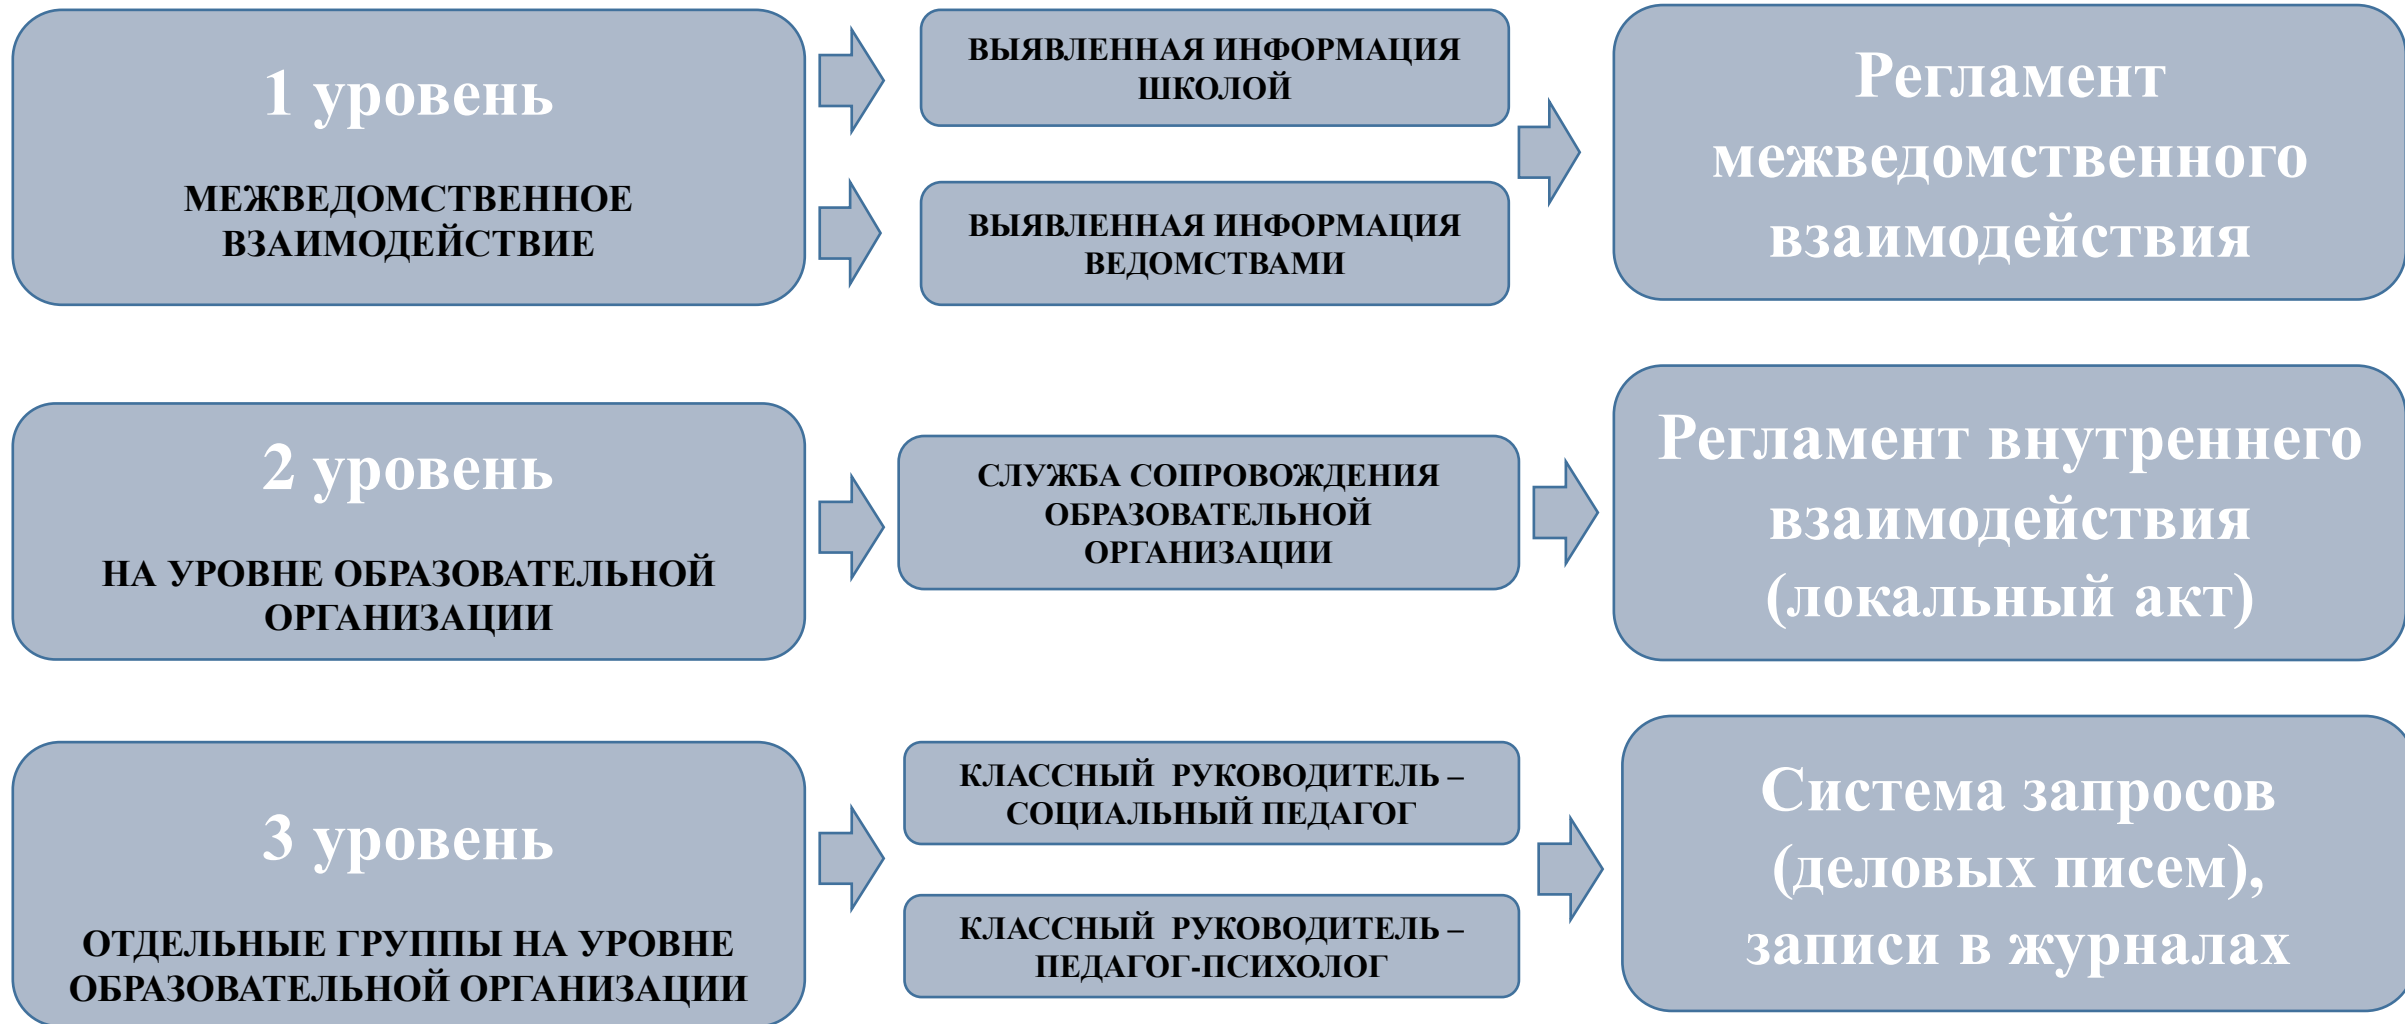 1 уровень
МЕЖВЕДОМСТВЕННОЕ
ВЗАИМОДЕЙСТВИЕ
ВЫЯВЛЕННАЯ ИНФОРМАЦИЯ
ШКОЛОЙ
ВЫЯВЛЕННАЯ ИНФОРМАЦИЯ
ВЕДОМСТВАМИ
Регламент
межведомственного
взаимодействия
2 уровень
НА УРОВНЕ ОБРАЗОВАТЕЛЬНОЙ
ОРГАНИЗАЦИИ
СЛУЖБА СОПРОВОЖДЕНИЯ
ОБРАЗОВАТЕЛЬНОЙ
ОРГАНИЗАЦИИ
Регламент внутреннего
взаимодействия
(локальный акт)
3 уровень
ОТДЕЛЬНЫЕ ГРУППЫ НА УРОВНЕ
ОБРАЗОВАТЕЛЬНОЙ ОРГАНИЗАЦИИ
КЛАССНЫЙ РУКОВОДИТЕЛЬ –
СОЦИАЛЬНЫЙ ПЕДАГОГ
КЛАССНЫЙ РУКОВОДИТЕЛЬ –
ПЕДАГОГ-ПСИХОЛОГ
Система запросов
(деловых писем),
записи в журналах